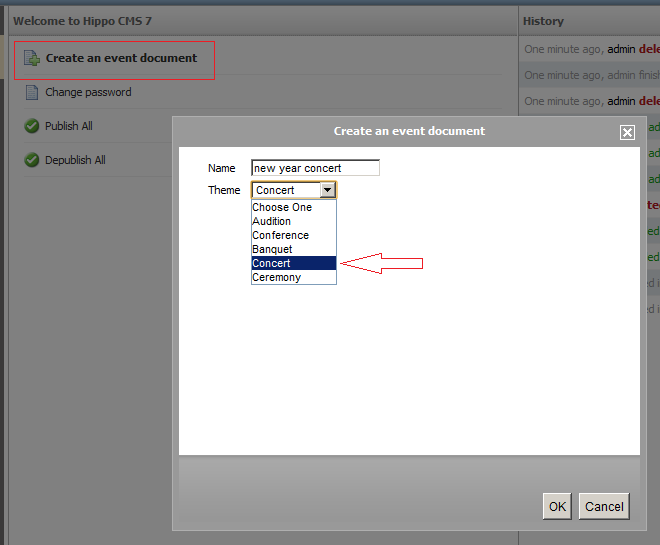 Welcome to Hippo CMS 7
History
Create an event document
Change password
Publish All
Depublish All
One minute ago, admin dele
One minute ago, admin finish
One minute ago, admin dele
Create an event document
Name
new year concert
Theme
Concert
Choose One
Audition
Conference
Banquet
Concert
Ceremony
OK
Cancel